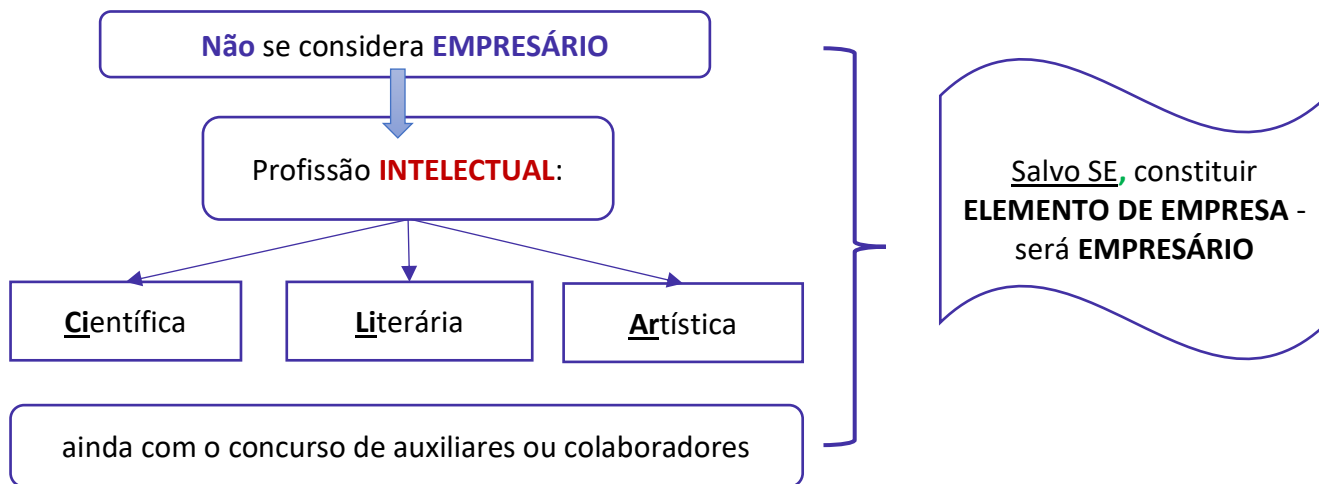 Não se considera EMPRESÁRIO
Profissão INTELECTUAL:
Científica
Literária
Artística
ainda com o concurso de auxiliares ou colaboradores
Salvo SE, constituir
ELEMENTO DE EMPRESA -
será EMPRESÁRIO